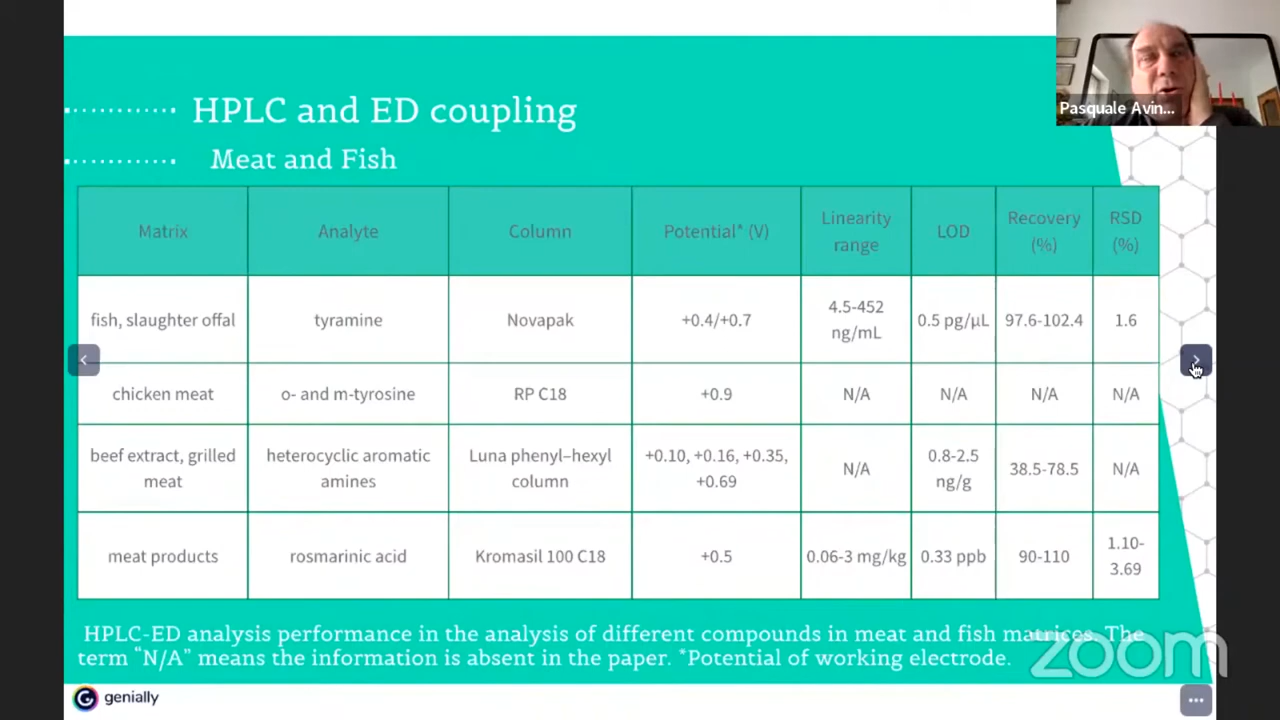 Pasquale Avin...
HPLC and ED coupling
Meat and Fish
Matrix
Analyte
Column
Potential* (V)
Linearity
range
LOD
Recovery
(%)
RSD
(%)
fish, slaughter offal
tyramine
Novapak
+0.4/+0.7
4.5-452
ng/mL
0.5 pg/µL
97.6-102.4
1.6
chicken meat
o- and m-tyrosine
RP C18
+0.9
N/A
N/A
N/A
N/A
beef extract, grilled
meat
heterocyclic aromatic
amines
Luna phenyl–hexyl
column
+0.10, +0.16, +0.35,
+0.69
N/A
0.8-2.5
ng/g
38.5-78.5
N/A
meat products
rosmarinic acid
Kromasil 100 C18
+0.5
0.06-3 mg/kg
0.33 ppb
90-110
1.10-
3.69
HPLC-ED analysis performance in the analysis of different compounds in meat and fish matrices. The
term “N/A” means the information is absent in the paper. *Potential of working electrode.
zoom
genially